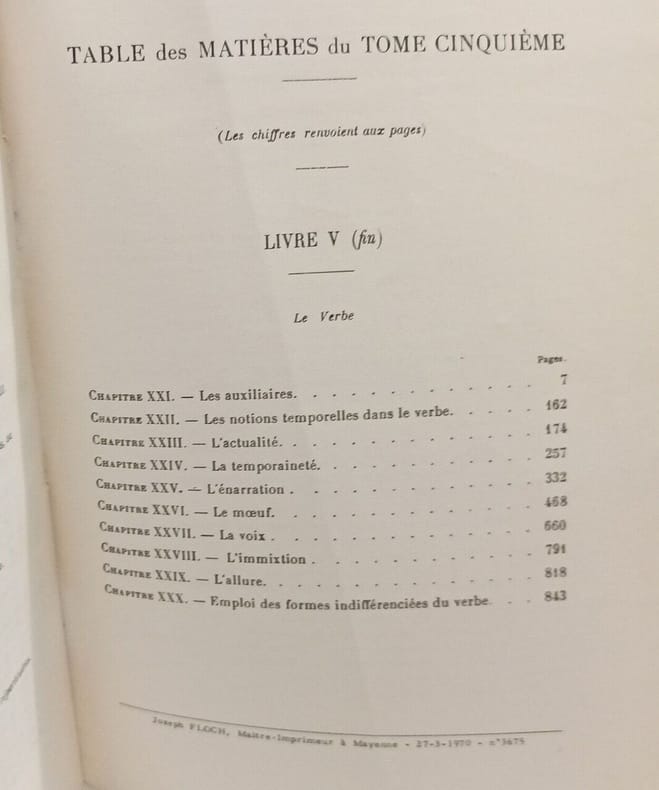 TABLE des MATIÈRES du TOME CINQUIÈME
(Les chiffres renvoient aux pages)
LIVRE V (fin)
Le Verbe
Pages.
CHAPITRE XXI. — Les auxiliaires. . . . . . . . . . . 7
CHAPITRE XXII. — Les notions temporelles dans le verbe. . . . . 162
CHAPITRE XXIII. — L'actualité. . . . . . . . . . . . 174
CHAPITRE XXIV. — La temporaineté. . . . . . . . . . 257
CHAPITRE XXV. — L'énarration . . . . . . . . . . . 332
CHAPITRE XXVI. — Le mœuf. . . . . . . . . . . . 468
CHAPITRE XXVII. — La voix . . . . . . . . . . . . 660
CHAPITRE XXVIII. — L'immixtion . . . . . . . . . . 791
CHAPITRE XXIX. — L'allure. . . . . . . . . . . . . 818
CHAPITRE XXX. — Emploi des formes indifférenciées du verbe . . . 843
Joseph FLOCH, Maître-Imprimeur à Mayenne - 27-3-1970 - n° 3675